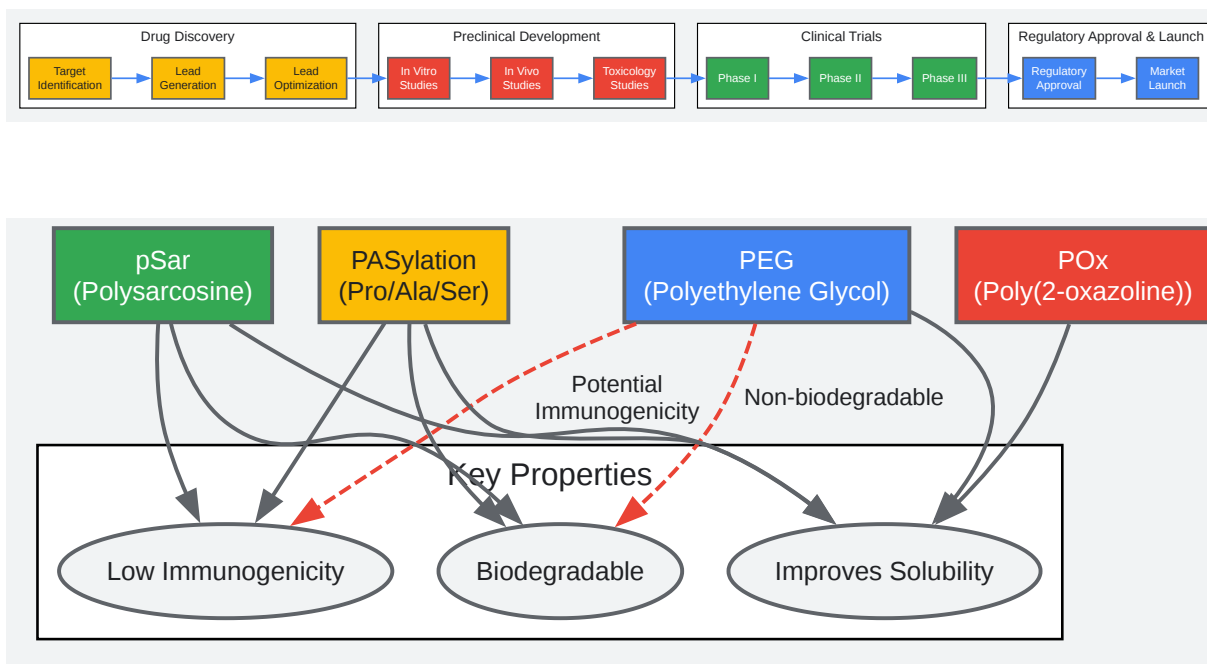 Drug Discovery
Preclinical Development
Clinical Trials
Regulatory Approval & Launch
Target
Identification
Lead
Generation
Lead
Optimization
In Vitro
Studies
In Vivo
Studies
Toxicology
Studies
Phase I
Phase II
Phase III
Regulatory
Approval
Market
Launch
pSar
(Polysarcosine)
PASylation
(Pro/Ala/Ser)
PEG
(Polyethylene Glycol)
POx
(Poly(2-oxazoline))
Potential
Immunogenicity
Non-biodegradable
Key Properties
Low Immunogenicity
Biodegradable
Improves Solubility